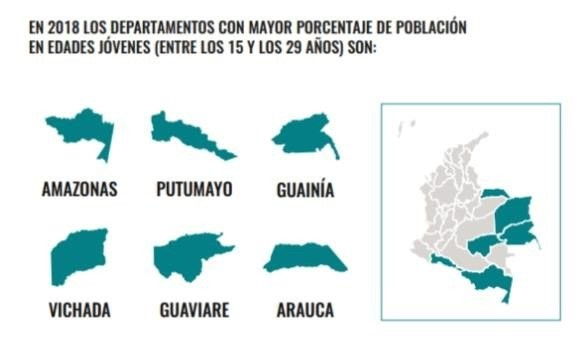 EN 2018 LOS DEPARTAMENTOS CON MAYOR PORCENTAJE DE POBLACIÓN
EN EDADES JÓVENES (ENTRE LOS 15 Y LOS 29 AÑOS) SON:
AMAZONAS PUTUMAYO GUAINÍA
VICHADA GUAVIARE ARAUCA